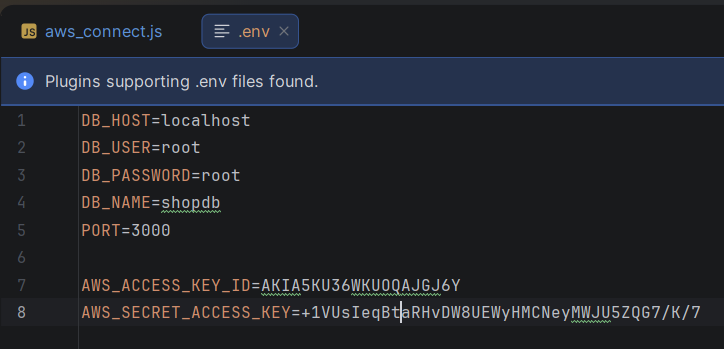 aws_connect.js
.env
Plugins supporting .env files found.
1 DB_HOST=localhost
2 DB_USER=root
3 DB_PASSWORD=root
4 DB_NAME=shopdb
5 PORT=3000
6
7 AWS_ACCESS_KEY_ID=AKIA5KU36WKUOQAJGJ6Y
8 AWS_SECRET_ACCESS_KEY=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